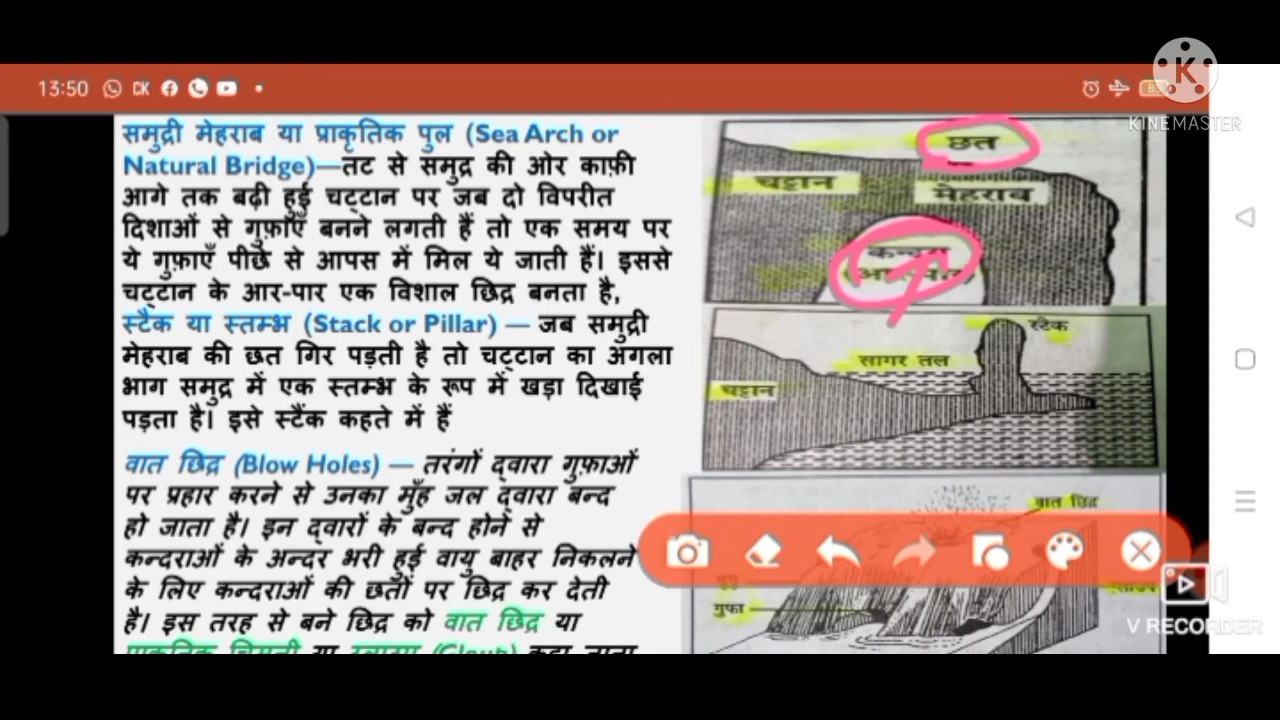 13:50
KINEMASTER
समुद्री मेहराब या प्राकृतिक पुल (Sea Arch or
Natural Bridge)—तट से समुद्र की ओर काफ़ी
आगे तक बढ़ी हुई चट्टान पर जब दो विपरीत
दिशाओं से गुफ़ाएँ बनने लगती हैं तो एक समय पर
ये गुफ़ाएँ पीछे से आपस में मिल ये जाती हैं। इससे
चट्टान के आर-पार एक विशाल छिद्र बनता है,
स्टैक या स्तम्भ (Stack or Pillar) — जब समुद्री
मेहराब की छत गिर पड़ती है तो चट्टान का अगला
भाग समुद्र में एक स्तम्भ के रूप में खड़ा दिखाई
पड़ता है। इसे स्टैंक कहते में हैं
वात छिद्र (Blow Holes) — तरंगों द्वारा गुफ़ाओं
पर प्रहार करने से उनका मुँह जल द्वारा बन्द
हो जाता है। इन द्वारों के बन्द होने से
कन्दराओं के अन्दर भरी हुई वायु बाहर निकलने
के लिए कन्दराओं की छतों पर छिद्र कर देती
है। इस तरह से बने छिद्र को वात छिद्र या
छत
चट्टान
मेहराब
स्टैक
सागर तल
चट्टान
वात छिद्र
गुफा
V RECORDER